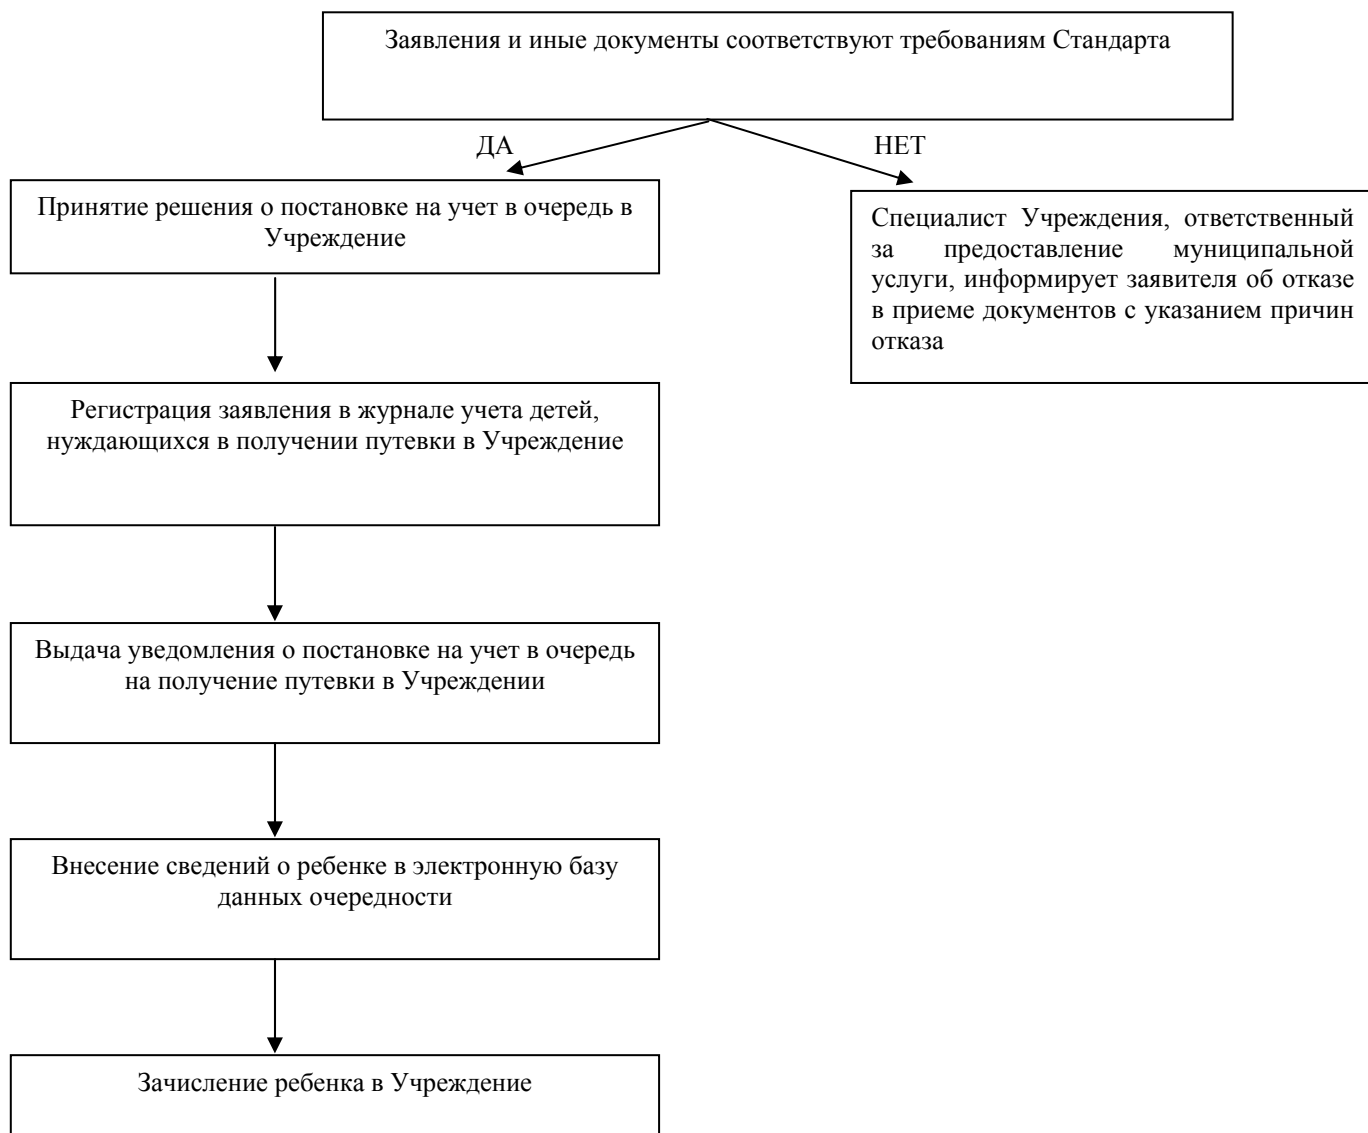 Заявления и иные документы соответствуют требованиям Стандарта
ДА
НЕТ
Принятие решения о постановке на учет в очередь в
Учреждение
Специалист Учреждения, ответственный
за предоставление муниципальной
услуги, информирует заявителя об отказе
в приеме документов с указанием причин
отказа
Регистрация заявления в журнале учета детей,
нуждающихся в получении путевки в Учреждение
Выдача уведомления о постановке на учет в очередь
на получение путевки в Учреждении
Внесение сведений о ребенке в электронную базу
данных очередности
Зачисление ребенка в Учреждение